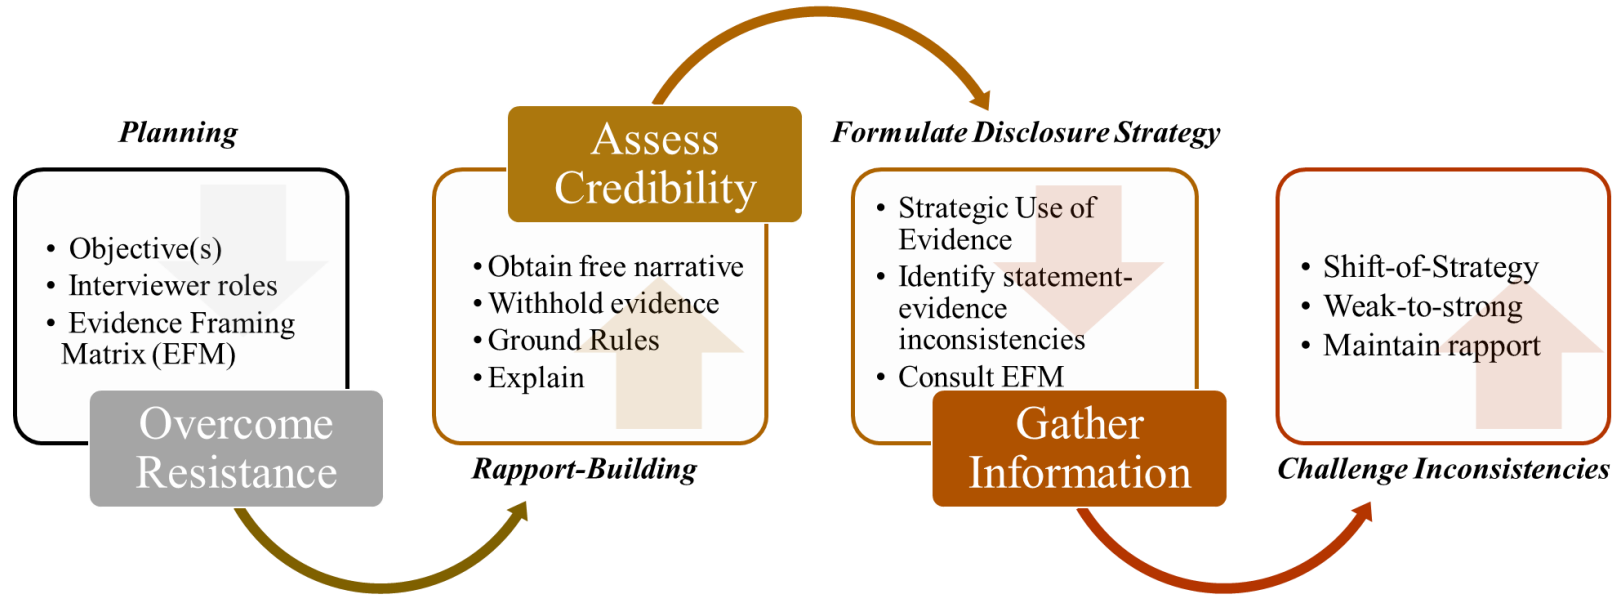 Planning
• Objective(s)
• Interviewer roles
• Evidence Framing
Matrix (EFM)
Overcome
Resistance
Assess
Credibility
• Obtain free narrative
• Withhold evidence
• Ground Rules
• Explain
Rapport-Building
Formulate Disclosure Strategy
• Strategic Use of
Evidence
• Identify statement-
evidence
inconsistencies
• Consult EFM
Gather
Information
• Shift-of-Strategy
• Weak-to-strong
• Maintain rapport
Challenge Inconsistencies